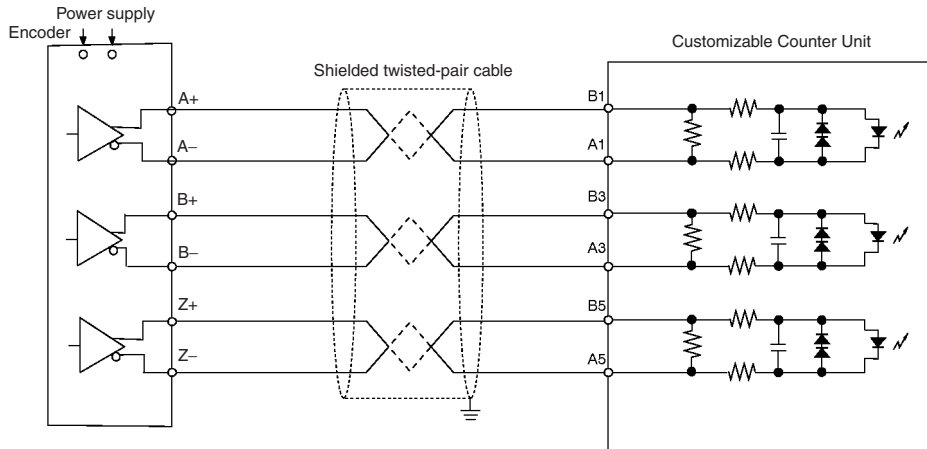 Power supply
Encoder
Customizable Counter Unit
Shielded twisted-pair cable
A+
B1
A–
A1
B+
B3
B–
A3
Z+
B5
Z–
A5